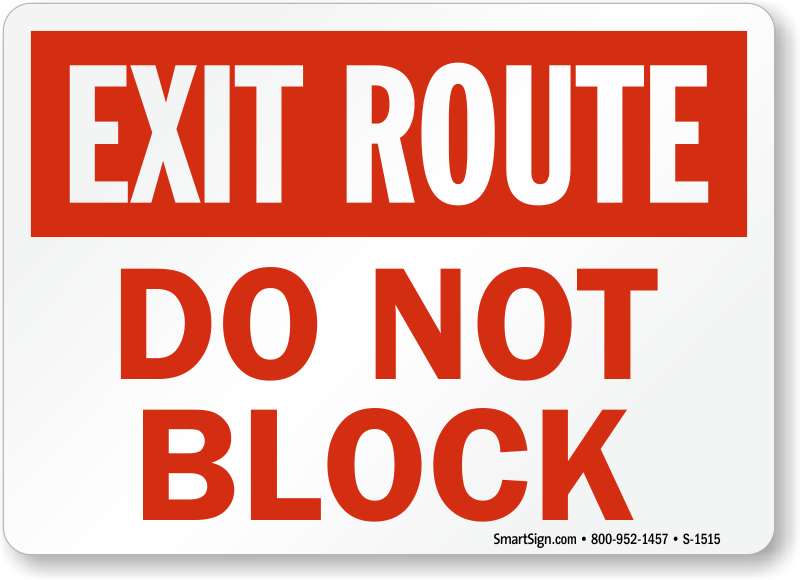 EXIT ROUTE
DO NOT
BLOCK
SmartSign.com • 800-952-1457 • S-1515